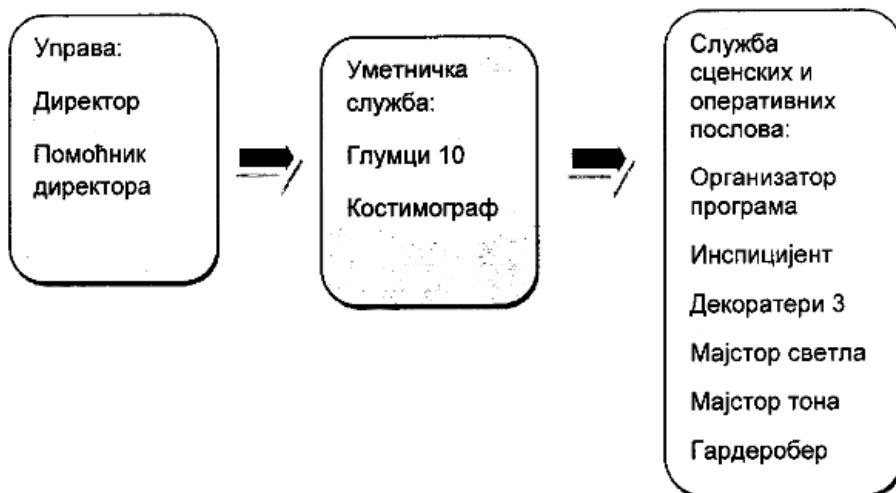 Управа:
Директор
Помоћник
директора
Уметничка
служба:
Глумци 10
Костимограф
Служба
сценских и
оперативних
послова:
Организатор
програма
Инспицијент
Декоратери 3
Мајстор светла
Мајстор тона
Гардеробер